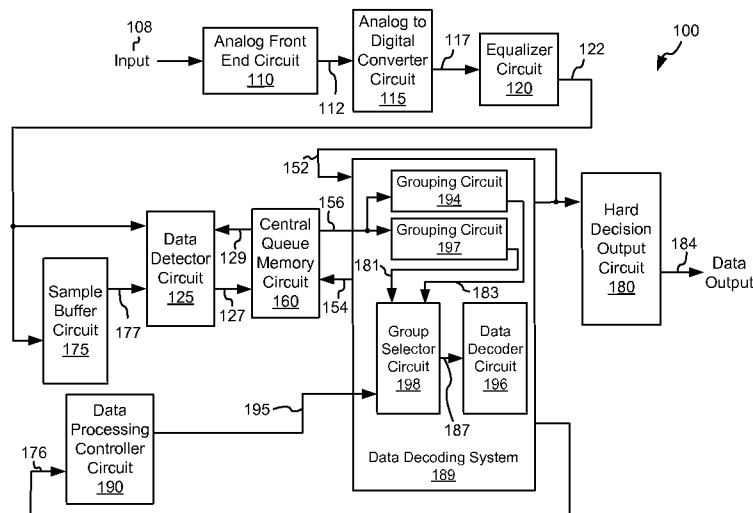 108
Input
Analog Front
End Circuit
110
112
Analog to
Digital
Converter
Circuit
115
117
Equalizer
Circuit
120
122
100
152
Grouping Circuit
194
Grouping Circuit
197
156
Central
Queue
Memory
Circuit
160
129
127
154
Data
Detector
Circuit
125
Sample
Buffer
Circuit
175
177
181
183
Group
Selector
Circuit
198
187
Data
Decoder
Circuit
196
Data Decoding System
189
Hard
Decision
Output
Circuit
180
184
Data
Output
195
Data
Processing
Controller
Circuit
190
176